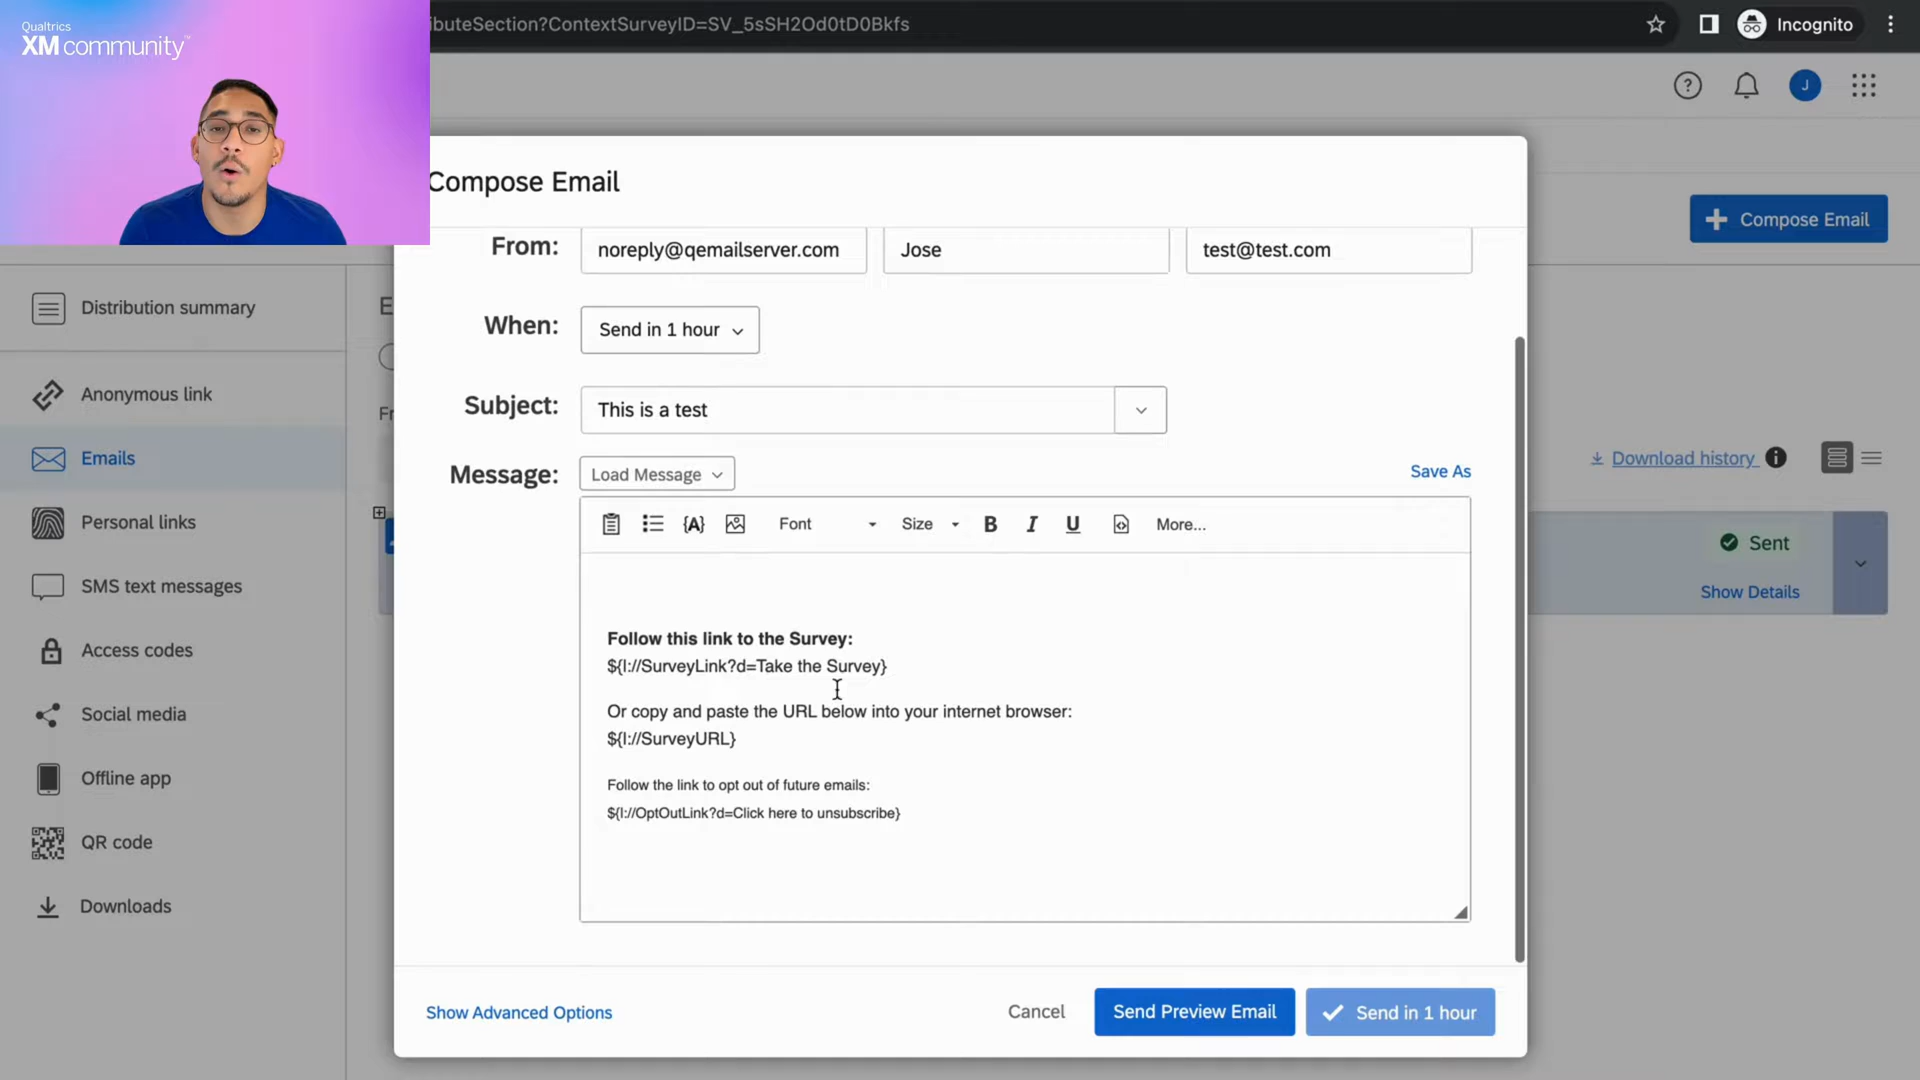 Qualtrics
XM community™
ibuteSection?ContextSurveyID=SV_5sSH2Od0tD0Bkfs
Incognito
J
Compose Email
Compose Email
From:
noreply@qemailserver.com
Jose
test@test.com
When:
Send in 1 hour
Subject:
This is a test
Message:
Load Message
Save As
{A}
Font
Size
B
I
U
More...
Follow this link to the Survey:
${l://SurveyLink?d=Take the Survey}
Or copy and paste the URL below into your internet browser:
${l://SurveyURL}
Follow the link to opt out of future emails:
${l://OptOutLink?d=Click here to unsubscribe}
Show Advanced Options
Cancel
Send Preview Email
Send in 1 hour
Distribution summary
Anonymous link
Emails
Personal links
SMS text messages
Access codes
Social media
Offline app
QR code
Downloads
E
Fr
Download history
Sent
Show Details